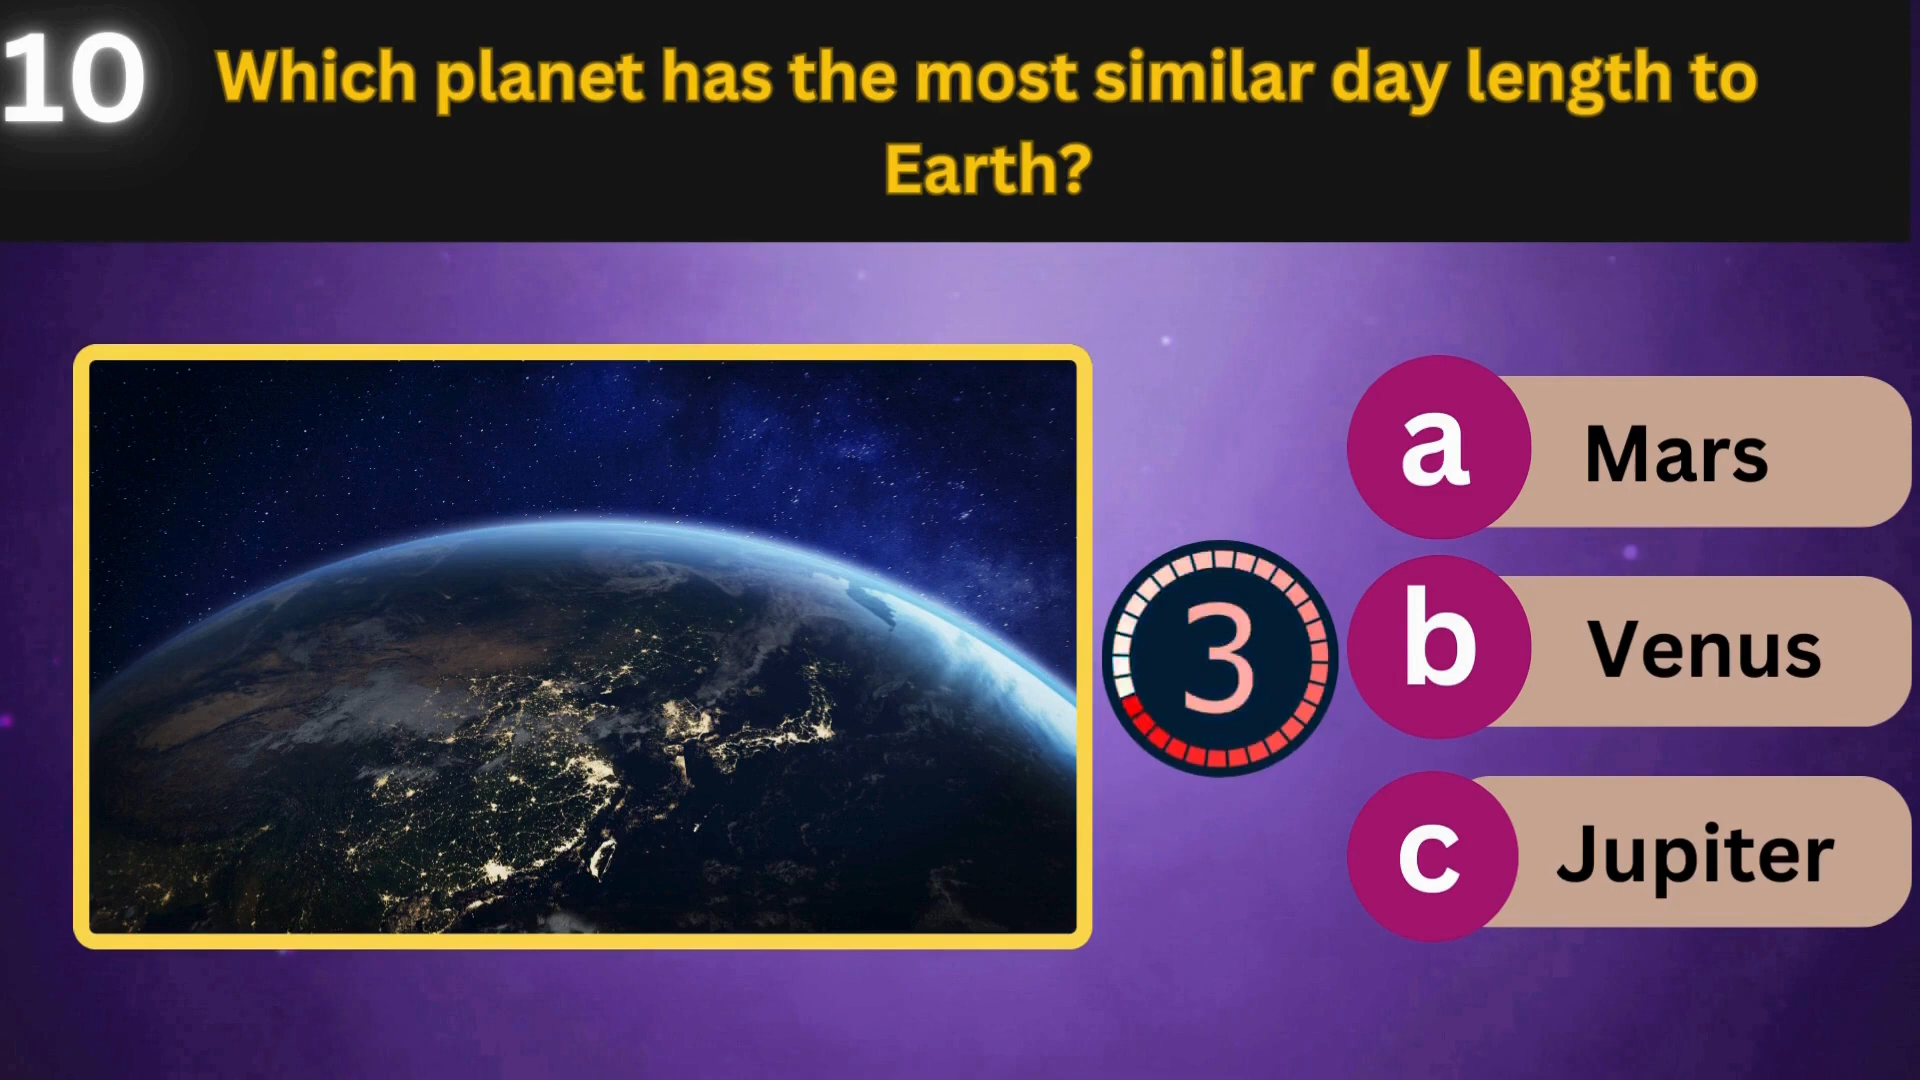 10
Which planet has the most similar day length to
Earth?
3
a Mars
b Venus
c Jupiter